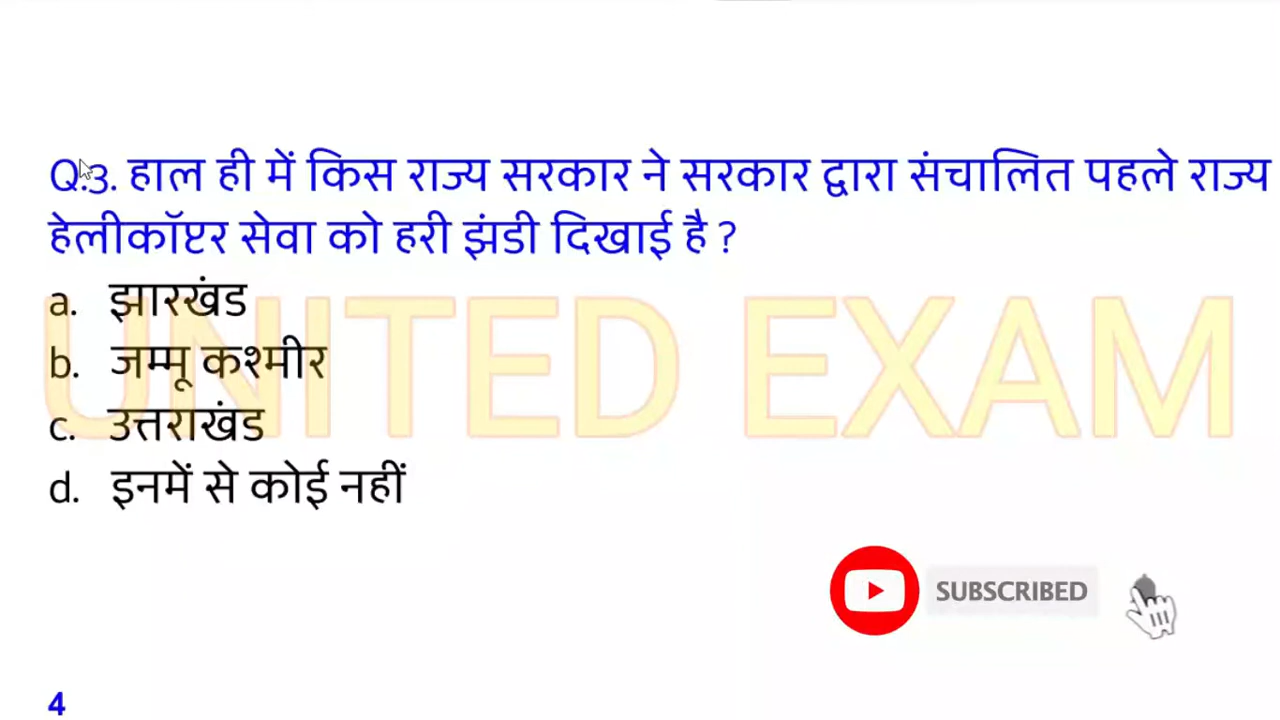 Q.3. हाल ही में किस राज्य सरकार ने सरकार द्वारा संचालित पहले राज्य
हेलीकॉप्टर सेवा को हरी झंडी दिखाई है ?
a. झारखंड
b. जम्मू कश्मीर
c. उत्तराखंड
d. इनमें से कोई नहीं
UNITED EXAM
SUBSCRIBED
4